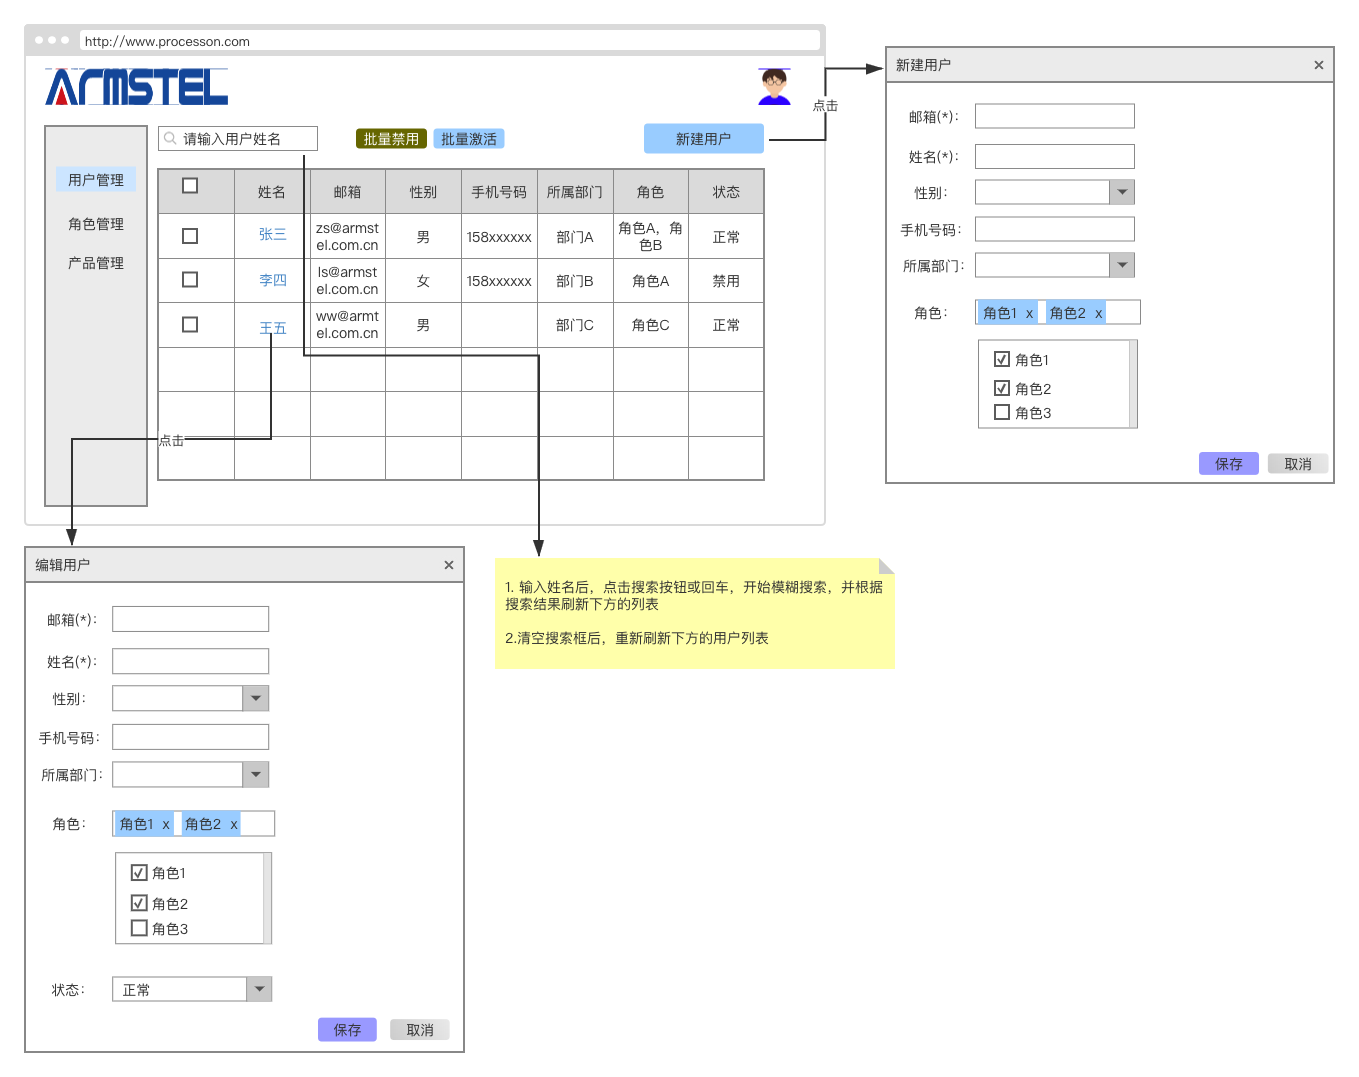 http://www.processon.com
ARMSTEL
用户管理
角色管理
产品管理
请输入用户姓名
批量禁用
批量激活
新建用户
点击
姓名 邮箱 性别 手机号码 所属部门 角色 状态
张三 zs@armst
el.com.cn 男 158xxxxxx 部门A 角色A，角
色B 正常
李四 ls@armst
el.com.cn 女 158xxxxxx 部门B 角色A 禁用
王五 ww@armt
el.com.cn 男 部门C 角色C 正常
点击
新建用户 ×
邮箱(*)：
姓名(*)：
性别：
手机号码：
所属部门：
角色： 角色1 x 角色2 x
角色1
角色2
角色3
保存 取消
编辑用户 ×
邮箱(*)：
姓名(*)：
性别：
手机号码：
所属部门：
角色： 角色1 x 角色2 x
角色1
角色2
角色3
状态： 正常
保存 取消
1. 输入姓名后，点击搜索按钮或回车，开始模糊搜索，并根据
搜索结果刷新下方的列表
2.清空搜索框后，重新刷新下方的用户列表